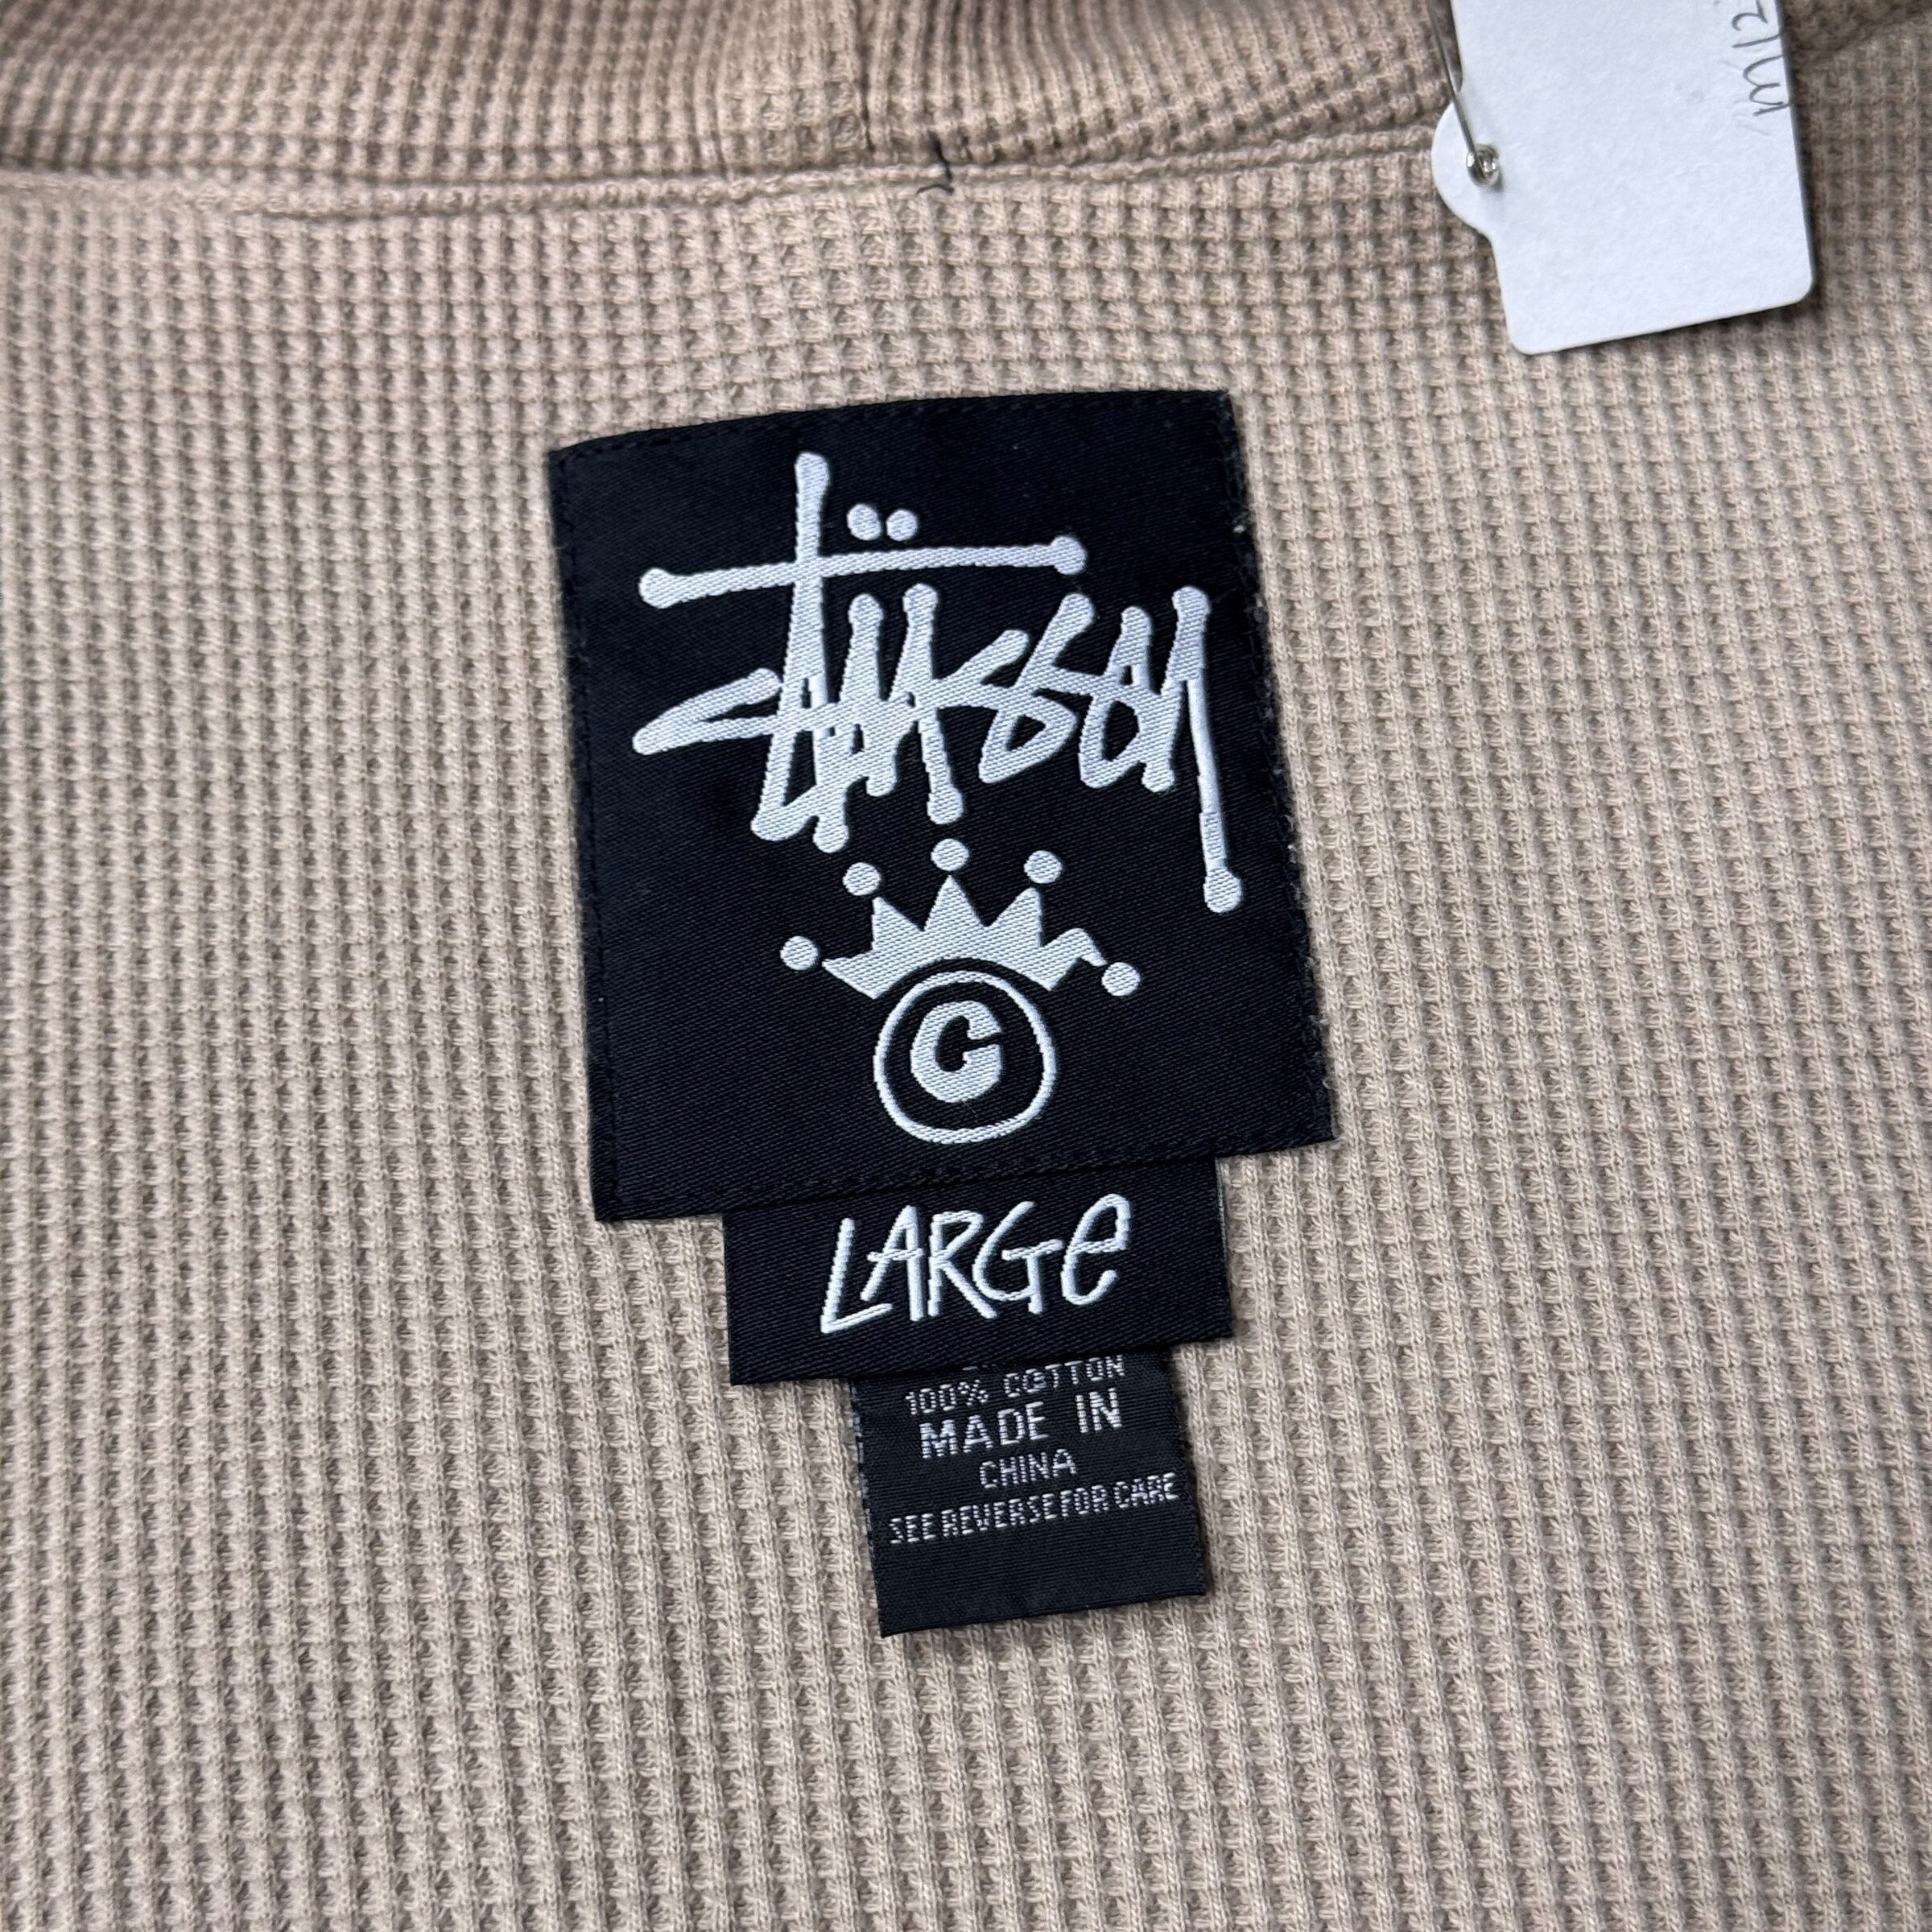 Stüssy
©
LARGe
100% COTTON
MADE IN
CHINA
SEE REVERSE FOR CARE